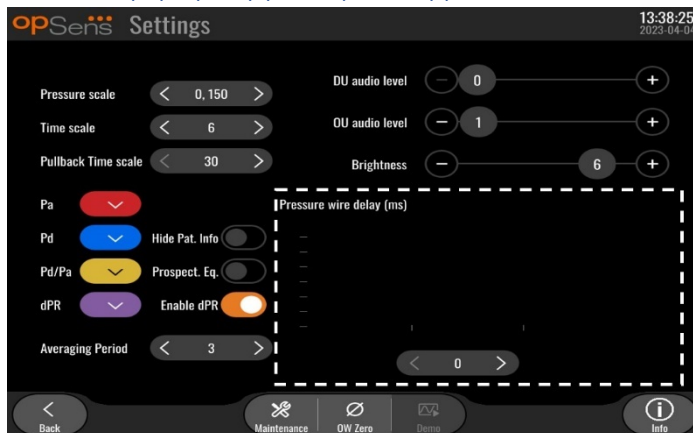 opSens Settings
13:38:25
2023-04-04
Pressure scale
0, 150
DU audio level
0
Time scale
6
OU audio level
1
Pullback Time scale
30
Brightness
6
Pa
Pressure wire delay (ms)
Pd
Hide Pat. Info
Pd/Pa
Prospect. Eq.
dPR
Enable dPR
Averaging Period
3
0
Back
Maintenance
OW Zero
Demo
Info